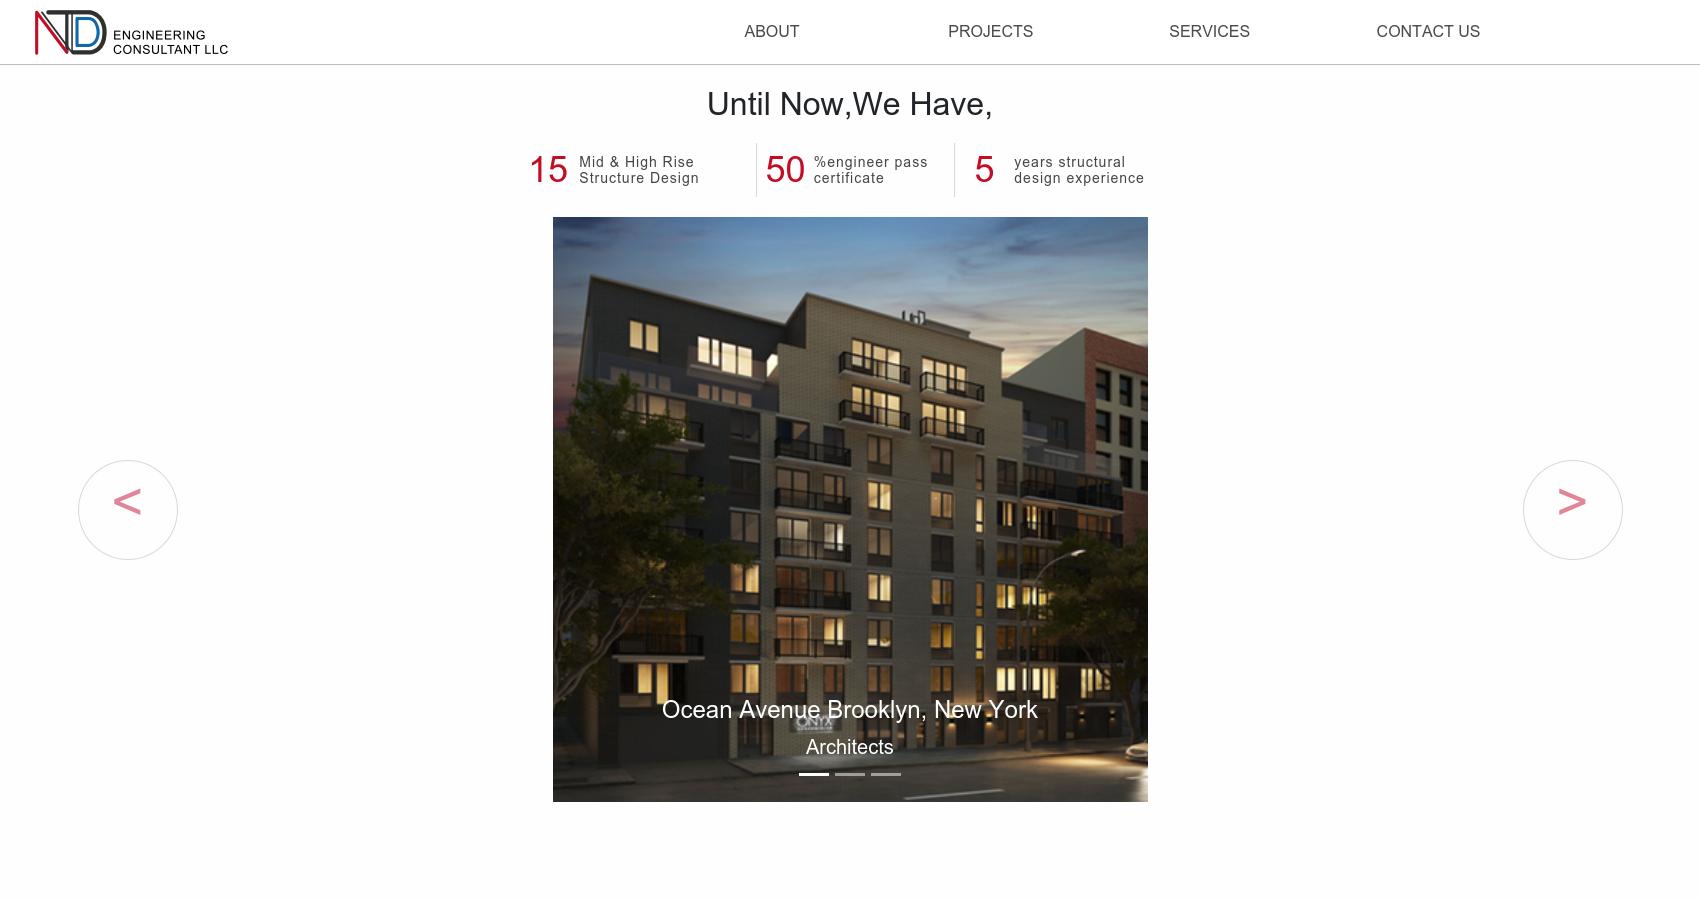 NTD ENGINEERING
CONSULTANT LLC
ABOUT
PROJECTS
SERVICES
CONTACT US
Until Now,We Have,
15 Mid & High Rise
Structure Design
50 %engineer pass
certificate
5 years structural
design experience
<
>
Ocean Avenue Brooklyn, New York
ONYX
Architects